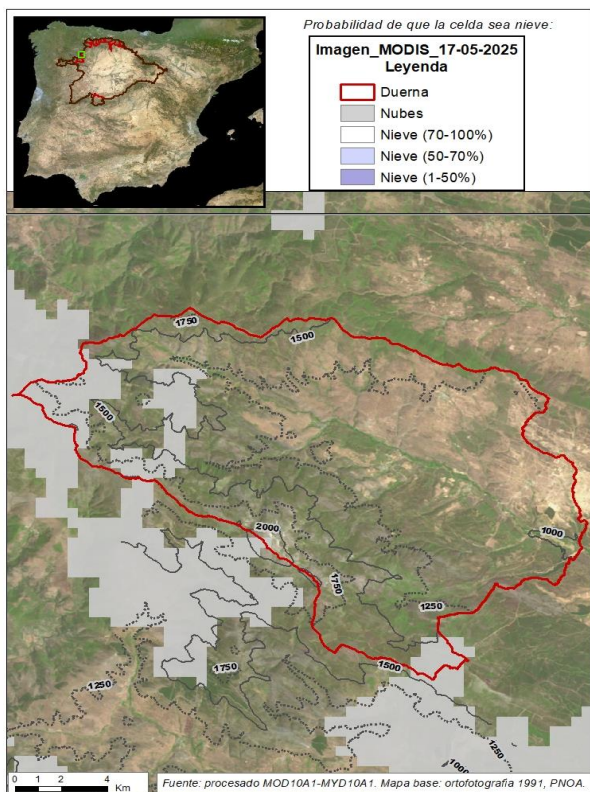 Probabilidad de que la celda sea nieve:
Imagen_MODIS_17-05-2025
Leyenda
Duerna
Nubes
Nieve (70-100%)
Nieve (50-70%)
Nieve (1-50%)
1750
1500
1500
2000
1000
1750
1250
1500
1750
1250
1250
1000
0 1 2 4
Km
Fuente: procesado MOD10A1-MYD10A1. Mapa base: ortofotografia 1991, PNOA.